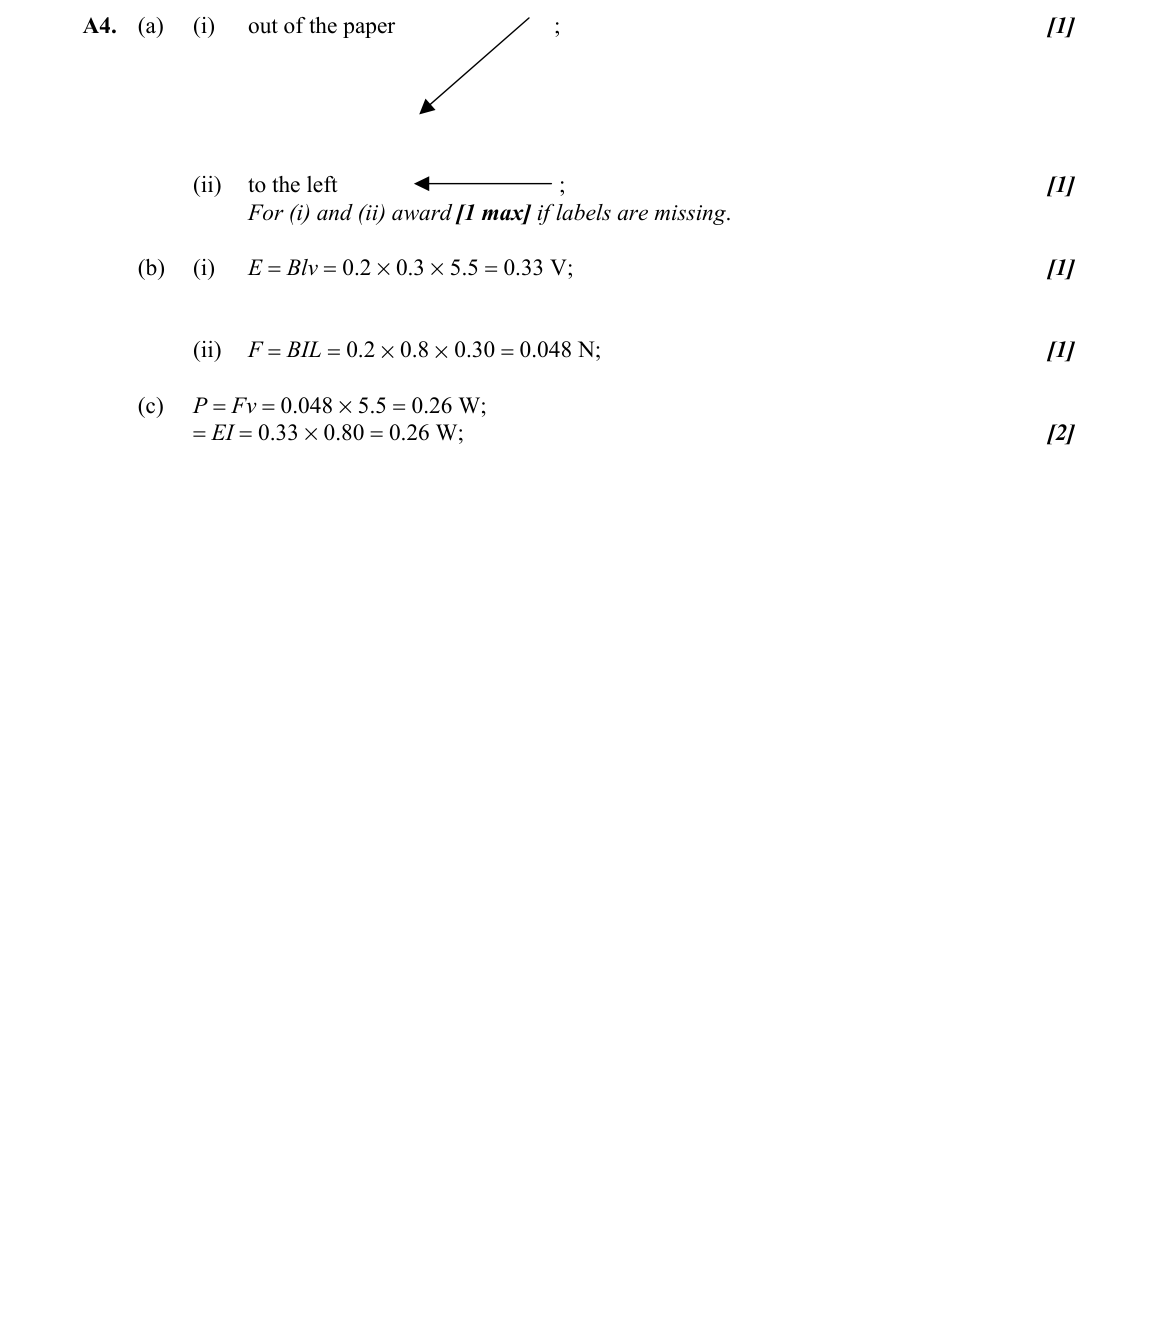 A4. (a) (i) out of the paper ; [1]
(ii) to the left ; [1]
For (i) and (ii) award [1 max] if labels are missing.
(b) (i) E = Blv = 0.2 × 0.3 × 5.5 = 0.33 V; [1]
(ii) F = BIL = 0.2 × 0.8 × 0.30 = 0.048 N; [1]
(c) P = Fv = 0.048 × 5.5 = 0.26 W;
= EI = 0.33 × 0.80 = 0.26 W; [2]